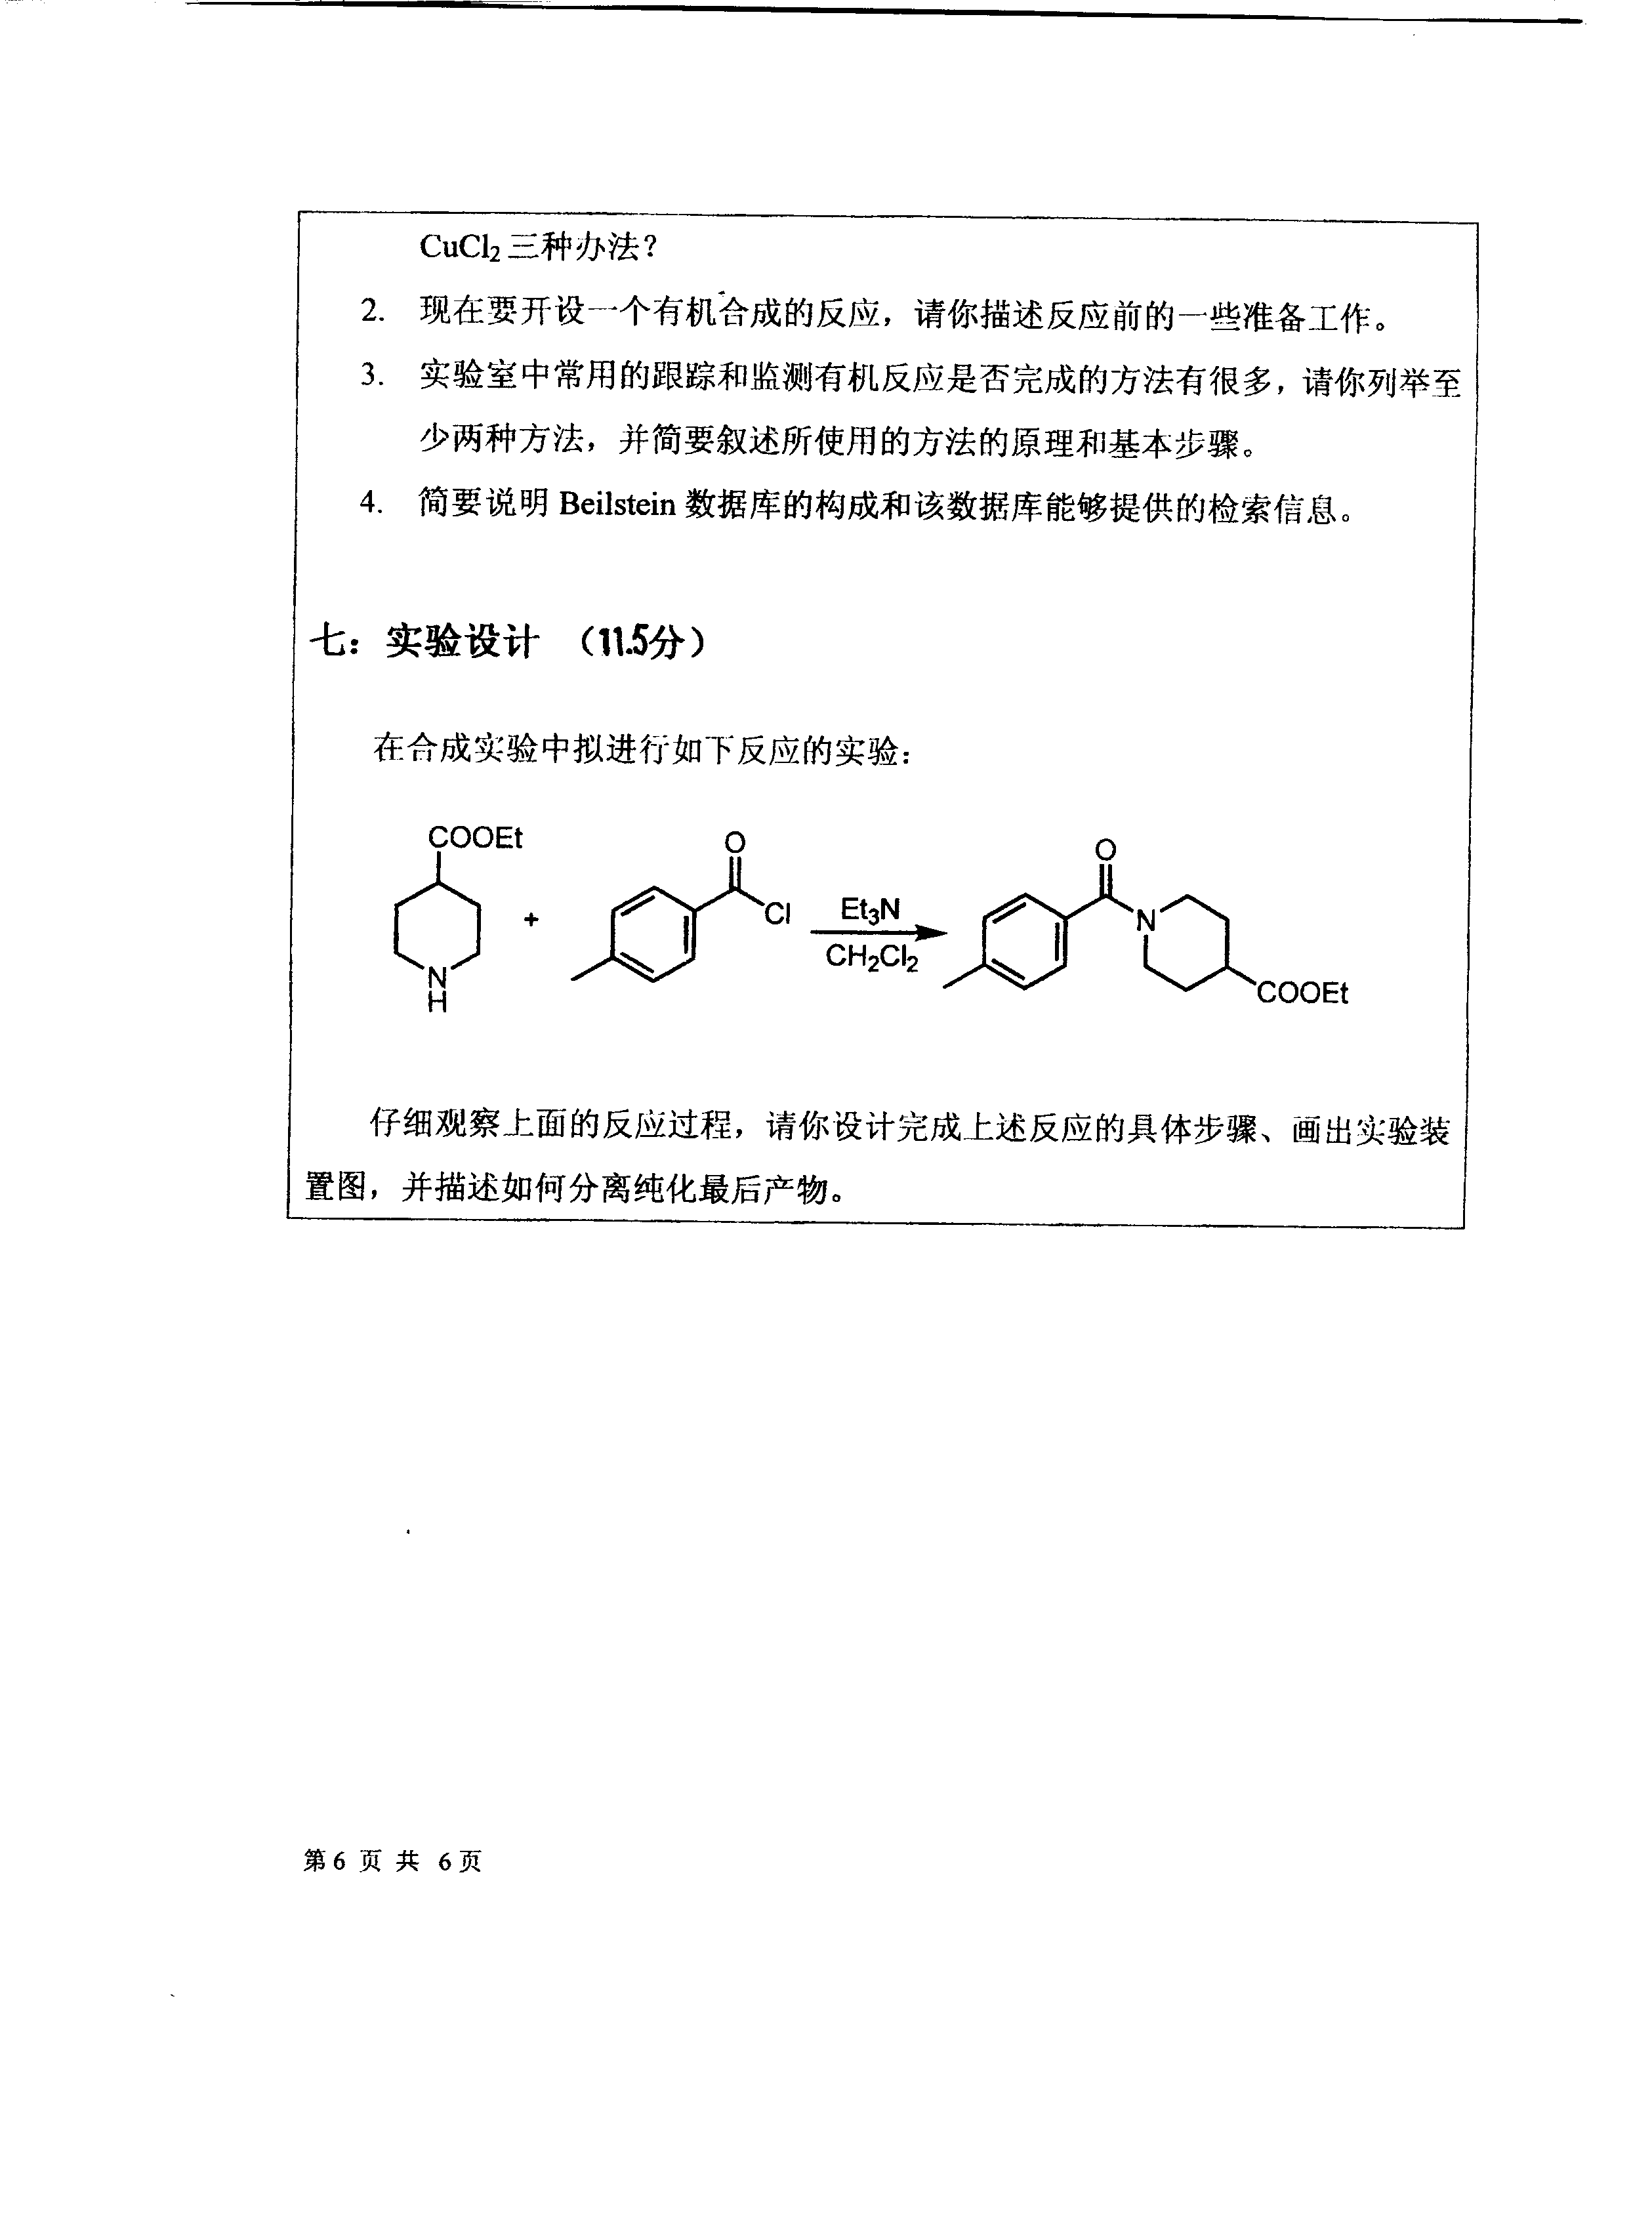 CuCl₂三种办法？
2. 现在要开设一个有机合成的反应，请你描述反应前的一些准备工作。
3. 实验室中常用的跟踪和监测有机反应是否完成的方法有很多，请你列举至
少两种方法，并简要叙述所使用的方法的原理和基本步骤。
4. 简要说明 Beilstein 数据库的构成和该数据库能够提供的检索信息。
七：实验设计 （11.5分）
在合成实验中拟进行如下反应的实验：
COOEt
N
H
+
O
Cl
Et₃N
CH₂Cl₂
O
N
COOEt
仔细观察上面的反应过程，请你设计完成上述反应的具体步骤、画出实验装
置图，并描述如何分离纯化最后产物。
第6 页 共 6页